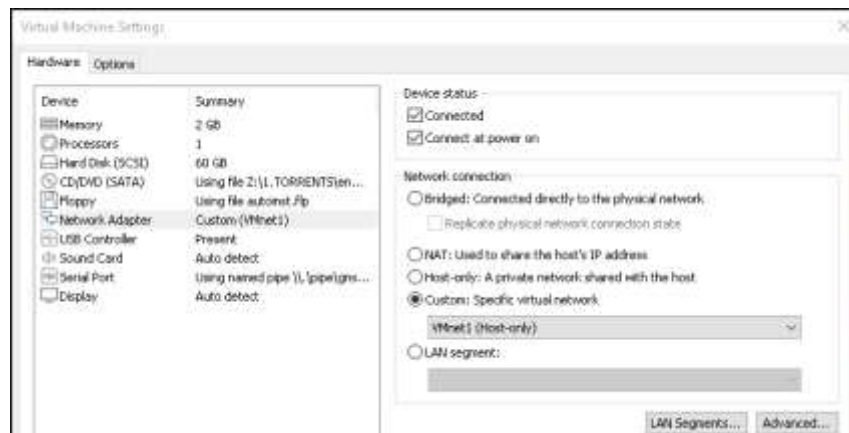 Virtual Machine Settings
Hardware Options
Device Summary
Memory 2 GB
Processors 1
Hard Disk (SCSI) 60 GB
CD/DVD (SATA) Using file Z:\1.TORRENTS\en...
Floppy Using file autoinst.flp
Network Adapter Custom (VMnet1)
USB Controller Present
Sound Card Auto detect
Serial Port Using named pipe \\.\pipe\gns...
Display Auto detect
Device status
Connected
Connect at power on
Network connection
Bridged: Connected directly to the physical network
Replicate physical network connection state
NAT: Used to share the host's IP address
Host-only: A private network shared with the host
Custom: Specific virtual network
VMnet1 (Host-only)
LAN segment:
LAN Segments... Advanced...